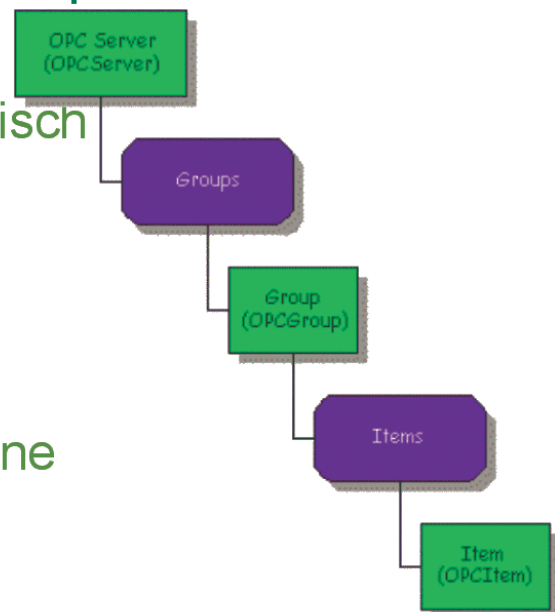 OPC Server
(OPCServer)
isch
Groups
Group
(OPCGroup)
ne
Items
Item
(OPCItem)